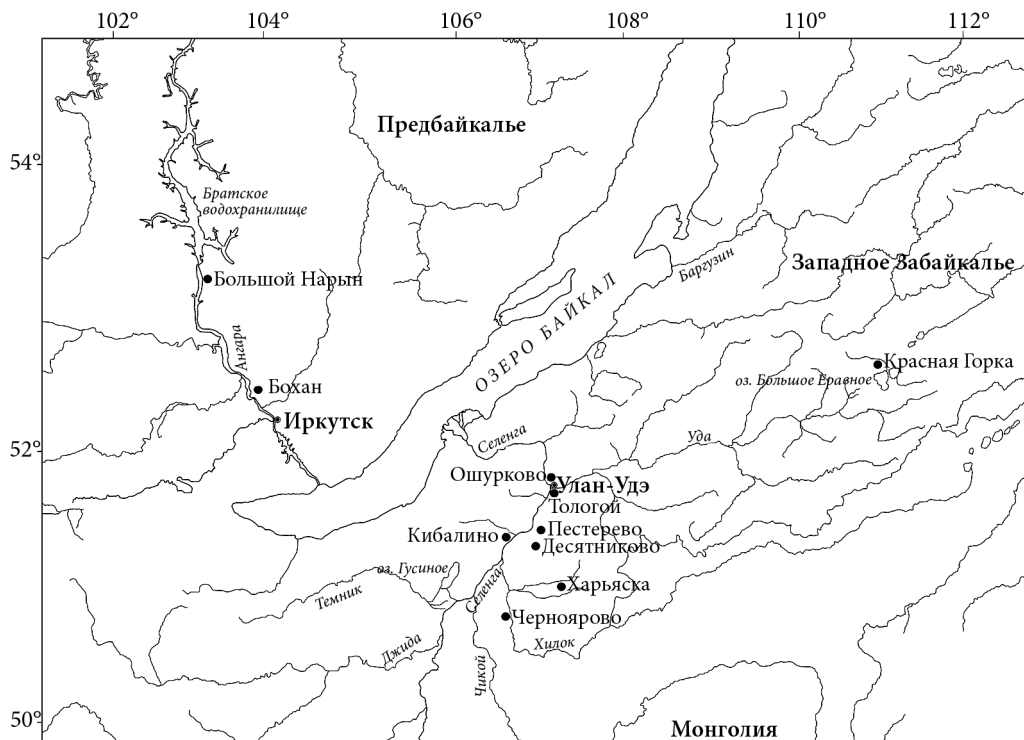 102° 104° 106° 108° 110° 112°
Предбайкалье
54°
Братское
водохранилище
Баргузин
Западное Забайкалье
Большой Нарын
ОЗЕРО БАЙКАЛ
Ангара
Красная Горка
оз. Большое Еравное
Бохан
Иркутск
Селенга
Уда
52°
Ошурково
Улан-Удэ
Тологой
Пестерево
Кибалино
Десятниково
оз. Гусиное
Харьяска
Селенга
Темник
Черноярово
Хилок
Джида
Чикой
50°
Монголия